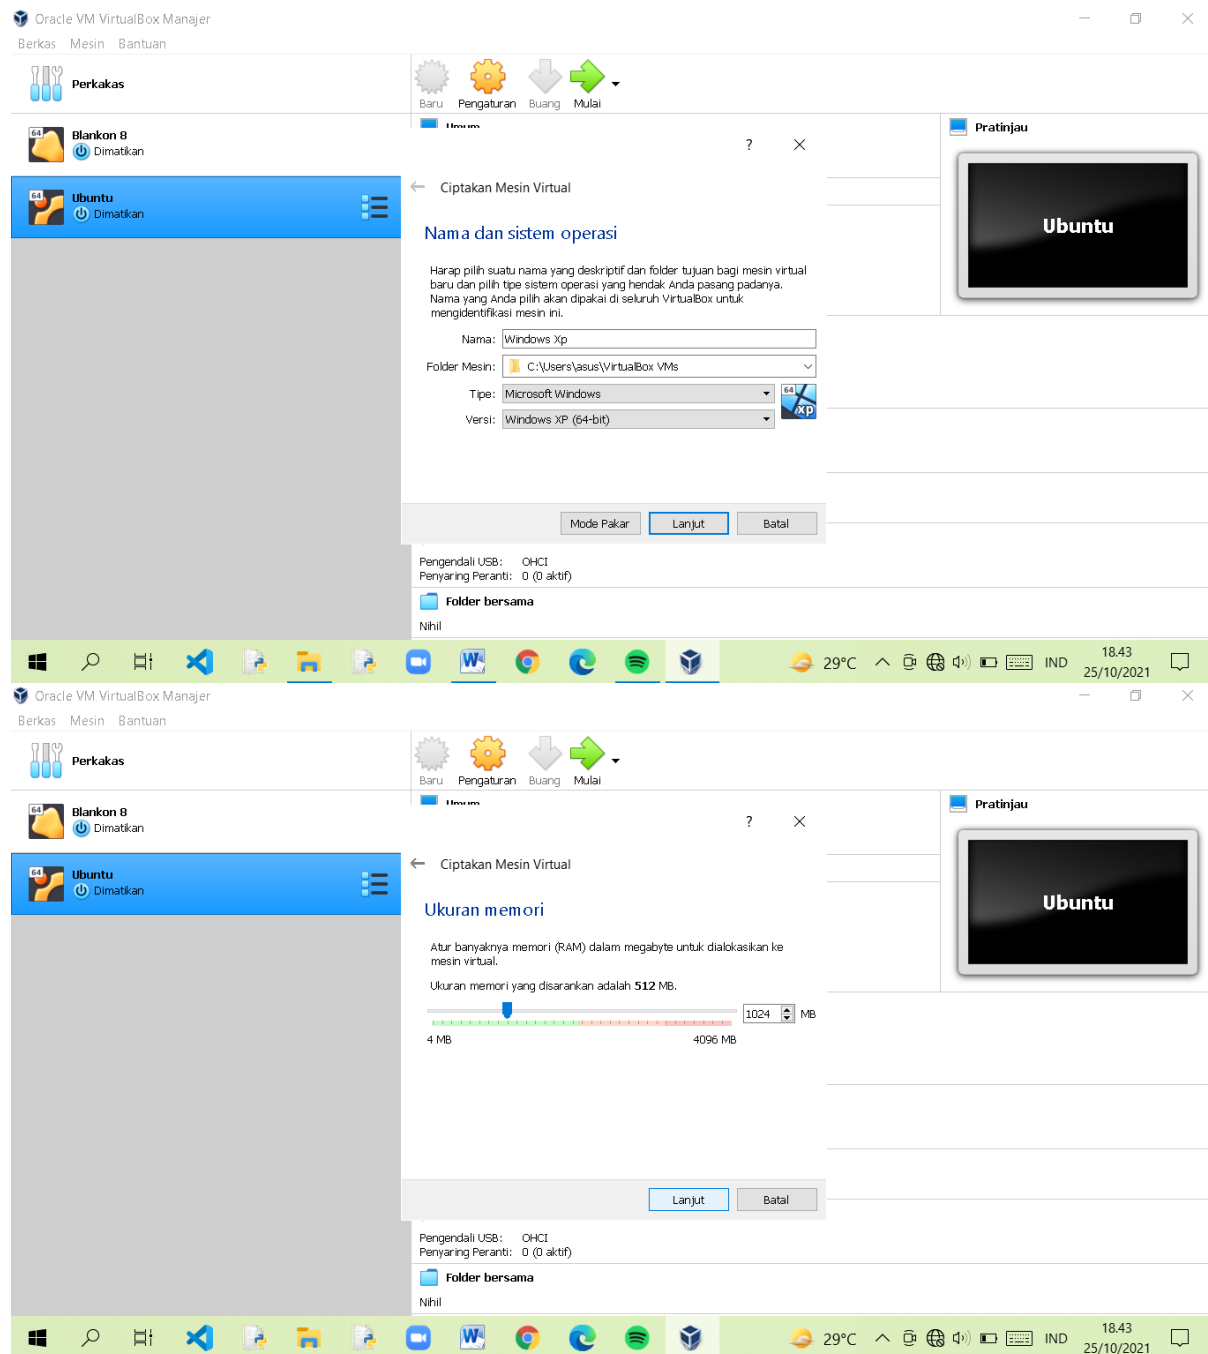 Oracle VM VirtualBox Manajer
Berkas Mesin Bantuan
Perkakas
Baru Pengaturan Buang Mulai
64 Blankon 8
Dimatikan
64 Ubuntu
Dimatikan
Umum
Pratinjau
Ubuntu
?
Ciptakan Mesin Virtual
Nama dan sistem operasi
Harap pilih suatu nama yang deskriptif dan folder tujuan bagi mesin virtual
baru dan pilih tipe sistem operasi yang hendak Anda pasang padanya.
Nama yang Anda pilih akan dipakai di seluruh VirtualBox untuk
mengidentifikasi mesin ini.
Nama: Windows Xp
Folder Mesin: C:\Users\asus\VirtualBox VMs
Tipe: Microsoft Windows
Versi: Windows XP (64-bit)
64
XP
Mode Pakar Lanjut Batal
Pengendali USB: OHCI
Penyaring Peranti: 0 (0 aktif)
Folder bersama
Nihil
29°C IND 18.43
25/10/2021
Oracle VM VirtualBox Manajer
Berkas Mesin Bantuan
Perkakas
Baru Pengaturan Buang Mulai
64 Blankon 8
Dimatikan
64 Ubuntu
Dimatikan
Umum
Pratinjau
Ubuntu
?
Ciptakan Mesin Virtual
Ukuran memori
Atur banyaknya memori (RAM) dalam megabyte untuk dialokasikan ke
mesin virtual.
Ukuran memori yang disarankan adalah 512 MB.
1024 MB
4 MB 4096 MB
Lanjut Batal
Pengendali USB: OHCI
Penyaring Peranti: 0 (0 aktif)
Folder bersama
Nihil
29°C IND 18.43
25/10/2021